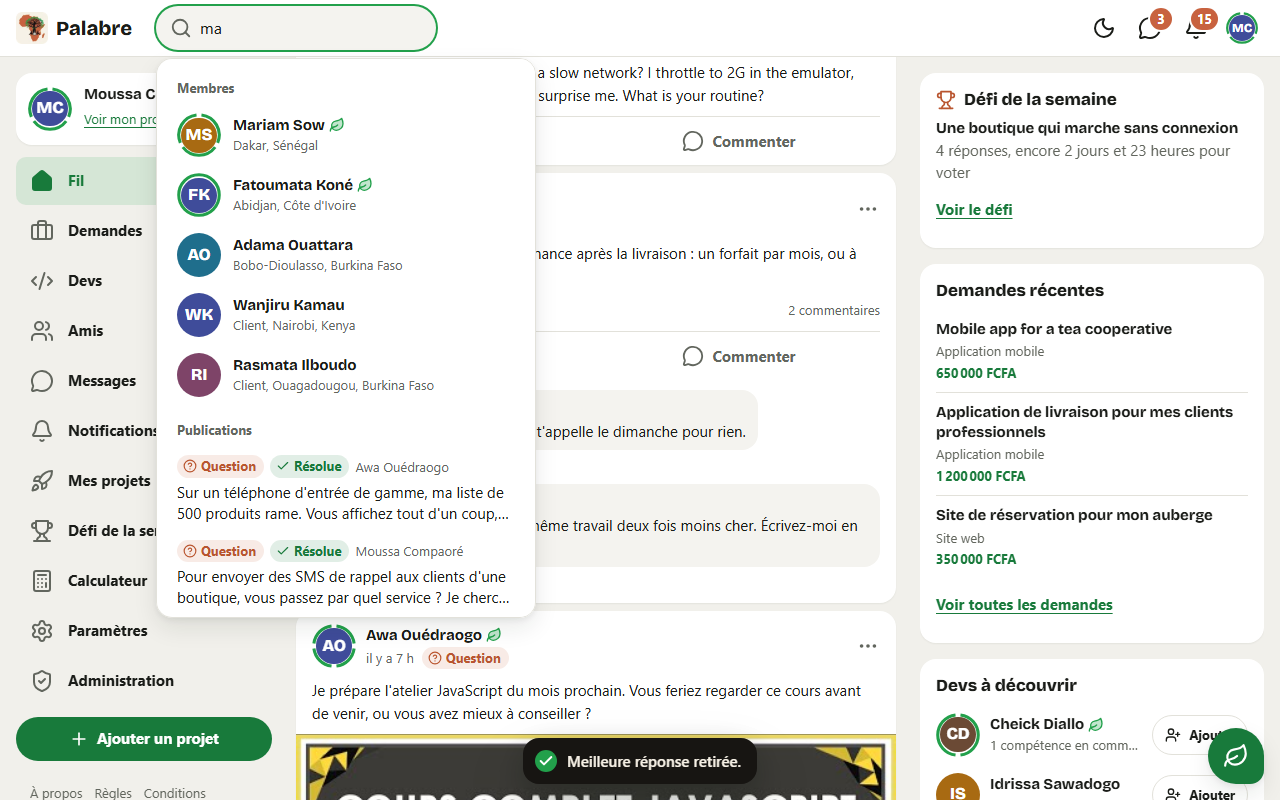 Palabre
ma
3
15
MC
MC
Moussa C
Voir mon pro
Fil
Demandes
Devs
Amis
Messages
Notifications
Mes projets
Défi de la se
Calculateur
Paramètres
Administration
Ajouter un projet
À propos Règles Conditions
Membres
MS
Mariam Sow
Dakar, Sénégal
FK
Fatoumata Koné
Abidjan, Côte d'Ivoire
AO
Adama Ouattara
Bobo-Dioulasso, Burkina Faso
WK
Wanjiru Kamau
Client, Nairobi, Kenya
RI
Rasmata Ilboudo
Client, Ouagadougou, Burkina Faso
Publications
Question Résolue Awa Ouédraogo
Sur un téléphone d'entrée de gamme, ma liste de
500 produits rame. Vous affichez tout d'un coup,...
Question Résolue Moussa Compaoré
Pour envoyer des SMS de rappel aux clients d'une
boutique, vous passez par quel service ? Je cherc...
a slow network? I throttle to 2G in the emulator,
surprise me. What is your routine?
Commenter
nance après la livraison : un forfait par mois, ou à
2 commentaires
Commenter
t'appelle le dimanche pour rien.
même travail deux fois moins cher. Écrivez-moi en
AO
Awa Ouédraogo
il y a 7 h Question
Je prépare l'atelier JavaScript du mois prochain. Vous feriez regarder ce cours avant
de venir, ou vous avez mieux à conseiller ?
COURS COMPLET JAVASCRIPT
Meilleure réponse retirée.
Défi de la semaine
Une boutique qui marche sans connexion
4 réponses, encore 2 jours et 23 heures pour
voter
Voir le défi
Demandes récentes
Mobile app for a tea cooperative
Application mobile
650 000 FCFA
Application de livraison pour mes clients
professionnels
Application mobile
1 200 000 FCFA
Site de réservation pour mon auberge
Site web
350 000 FCFA
Voir toutes les demandes
Devs à découvrir
CD
Cheick Diallo
1 compétence en comm...
Ajou
IS
Idrissa Sawadogo
Ajouter